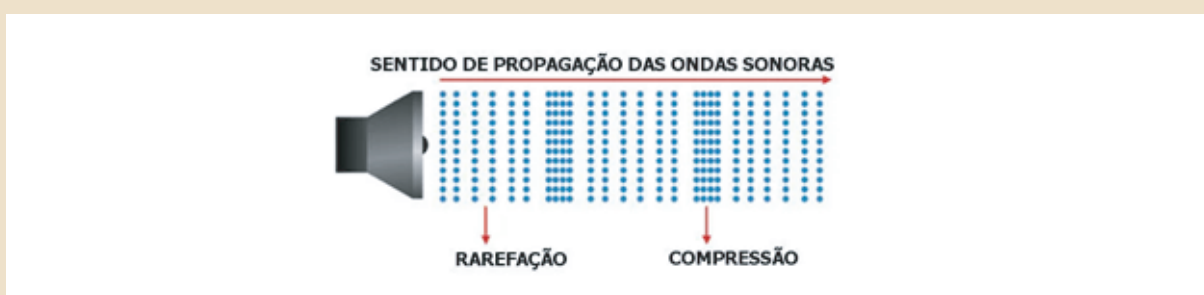 SENTIDO DE PROPAGAÇÃO DAS ONDAS SONORAS
RAREFAÇÃO
COMPRESSÃO